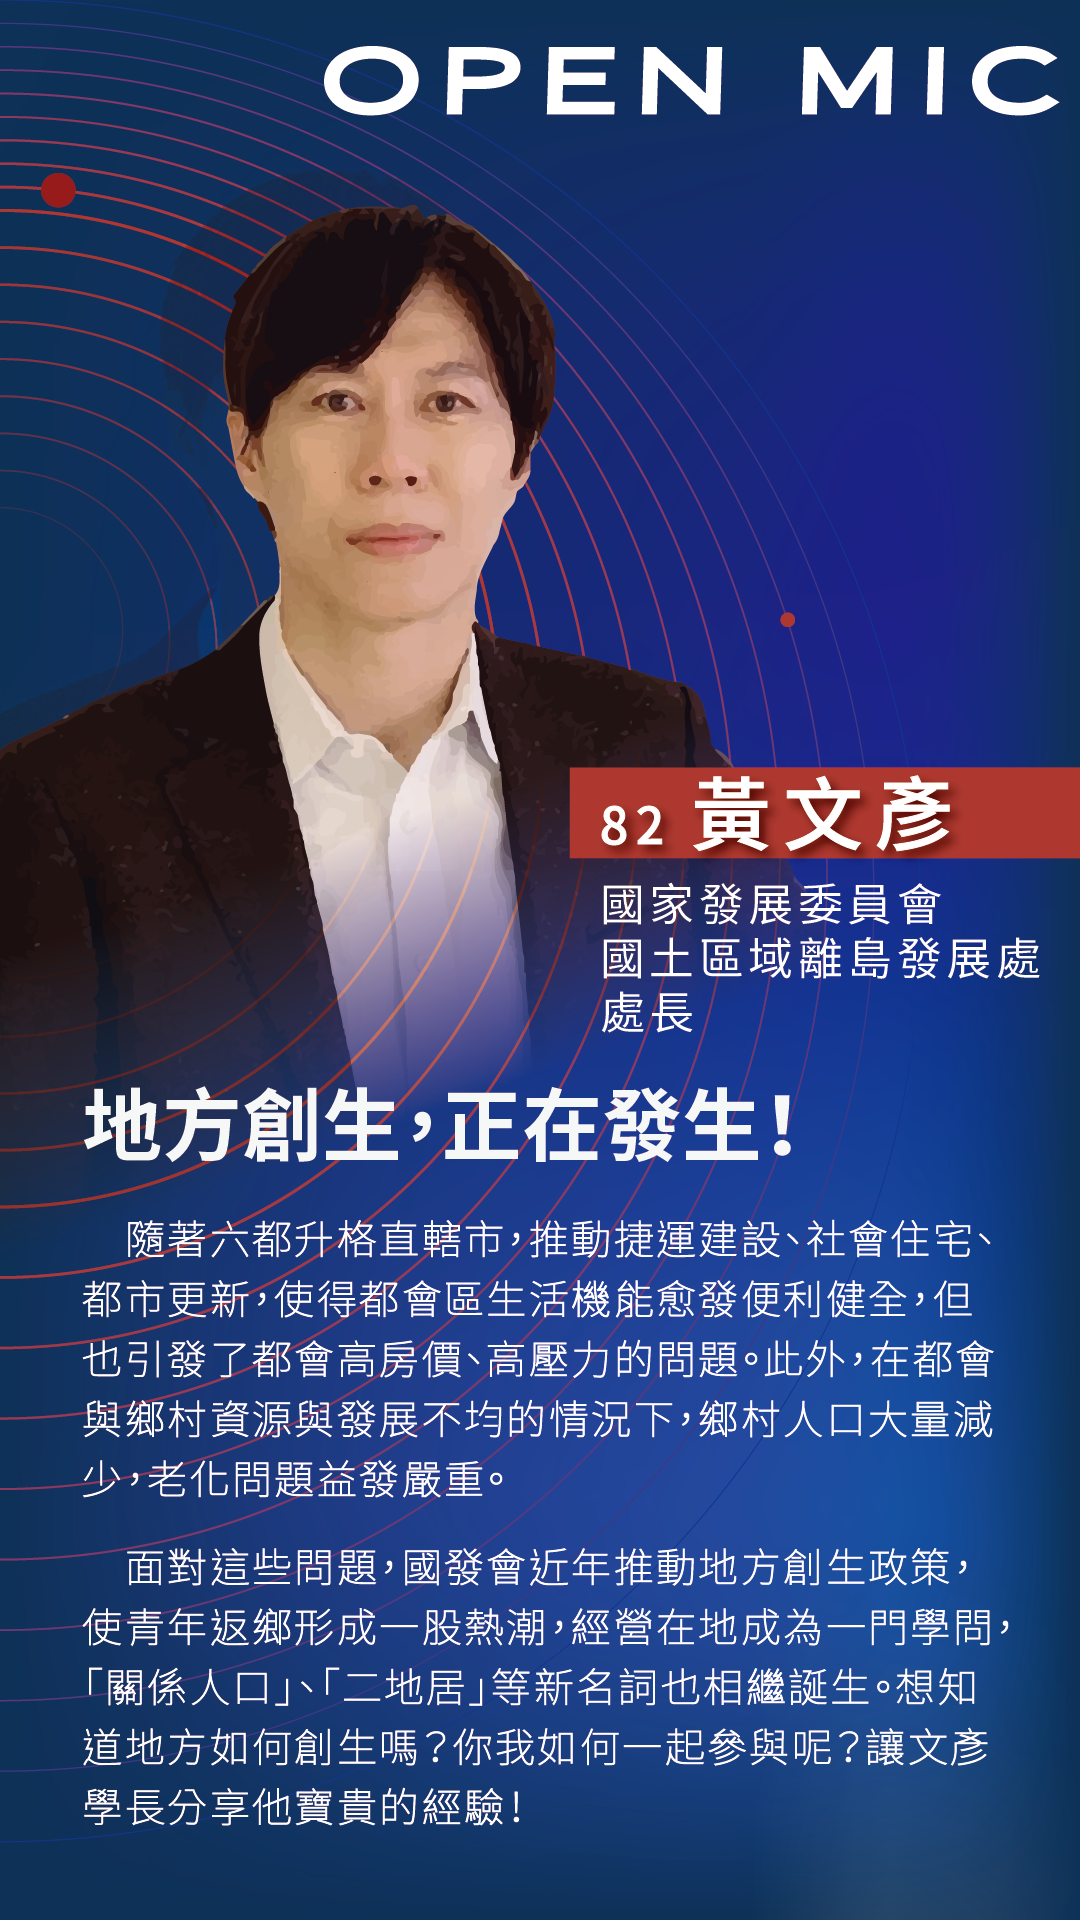 OPEN MIC
82 黃文彥
國家發展委員會
國土區域離島發展處
處長
地方創生，正在發生！
隨著六都升格直轄市，推動捷運建設、社會住宅、
都市更新，使得都會區生活機能愈發便利健全，但
也引發了都會高房價、高壓力的問題。此外，在都會
與鄉村資源與發展不均的情況下，鄉村人口大量減
少，老化問題益發嚴重。
面對這些問題，國發會近年推動地方創生政策，
使青年返鄉形成一股熱潮，經營在地成為一門學問，
「關係人口」、「二地居」等新名詞也相繼誕生。想知
道地方如何創生嗎？你我如何一起參與呢？讓文彥
學長分享他寶貴的經驗！